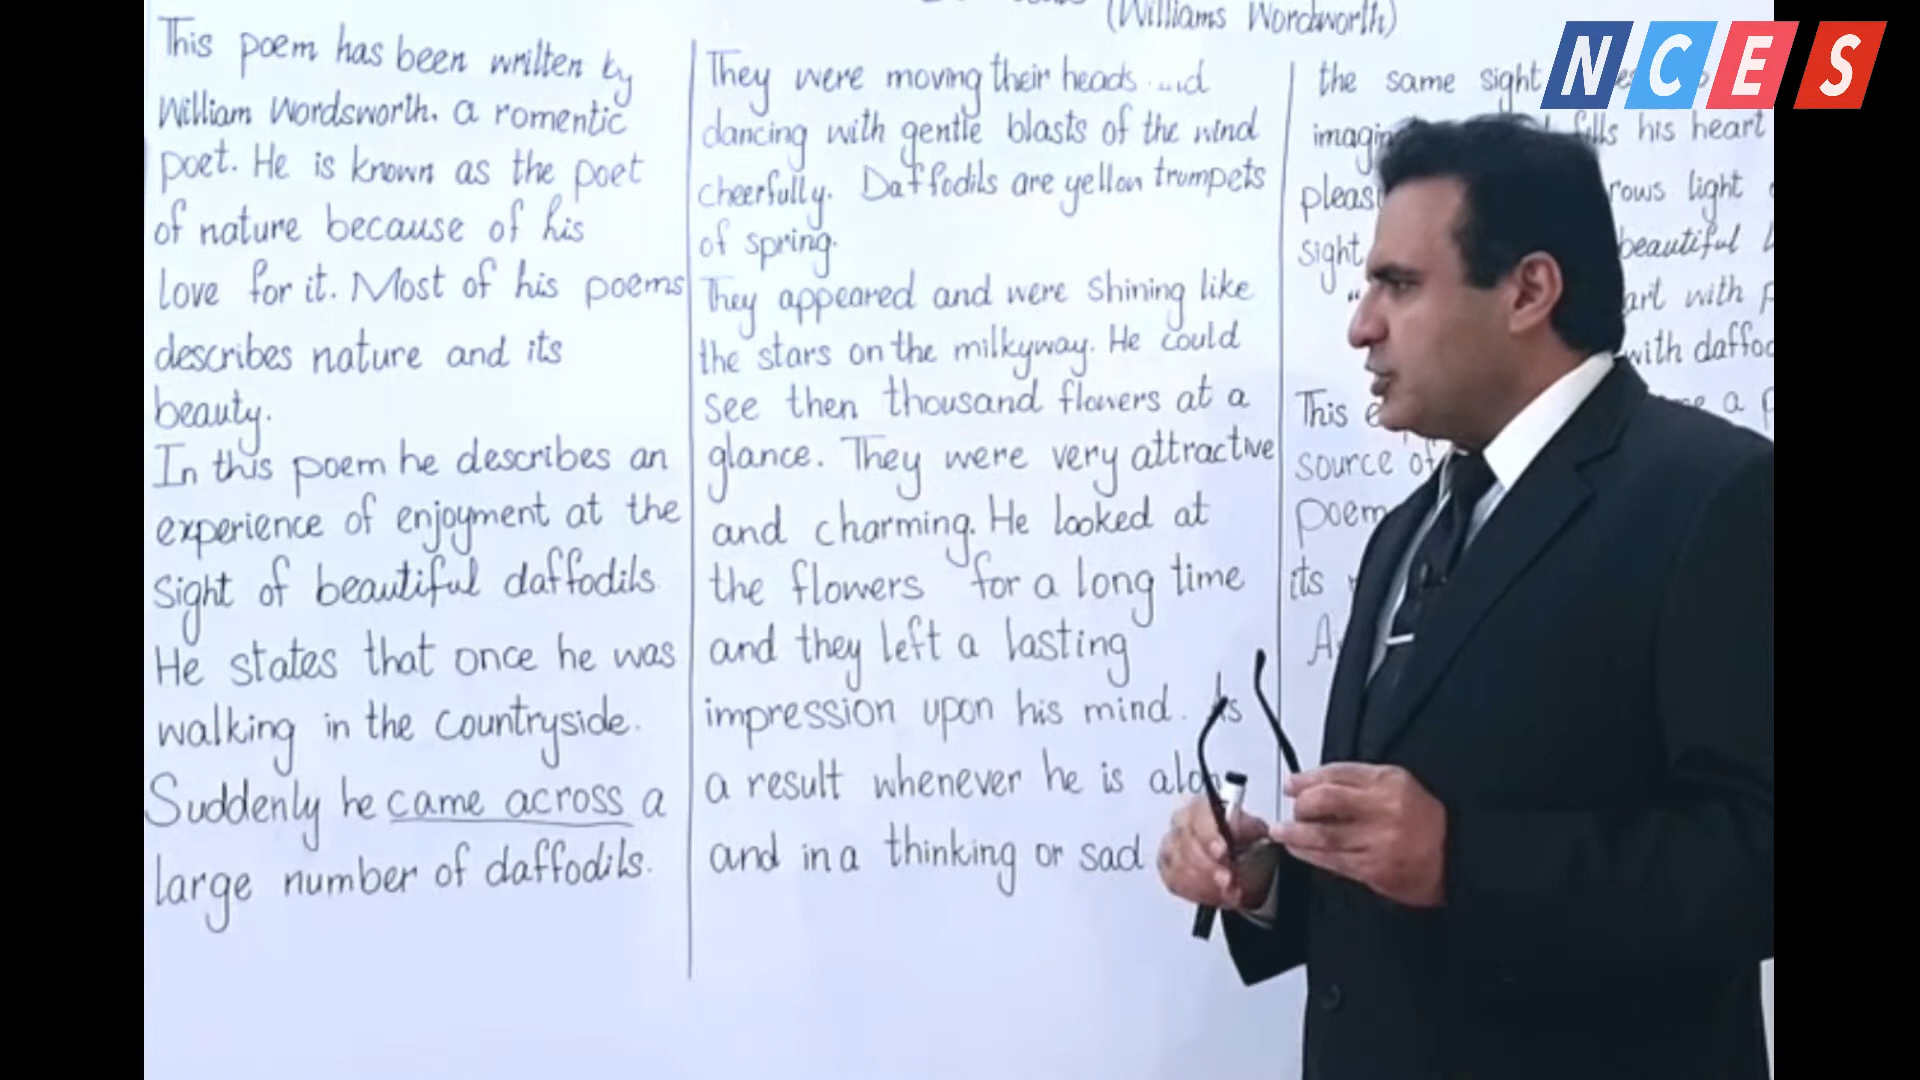 (Williams Wordworth)
NCES
This poem has been written by
William Wordsworth. a romentic
poet. He is known as the poet
of nature because of his
love for it. Most of his poems
describes nature and its
beauty.
In this poem he describes an
experience of enjoyment at the
sight of beautiful daffodils.
He states that once he was
walking in the countryside.
Suddenly he came across a
large number of daffodils.
They were moving their heads
dancing with gentle blasts of the wind
cheerfully. Daffodils are yellow trumpets
of spring.
They appeared and were shining like
the stars on the milkyway. He could
see then thousand flowers at a
glance. They were very attractive
and charming. He looked at
the flowers for a long time
and they left a lasting
impression upon his mind. As
a result whenever he is
and in a thinking or sad
the same sight
his heart
light
sight
beautiful
with
with
This
a
source of
poem
its